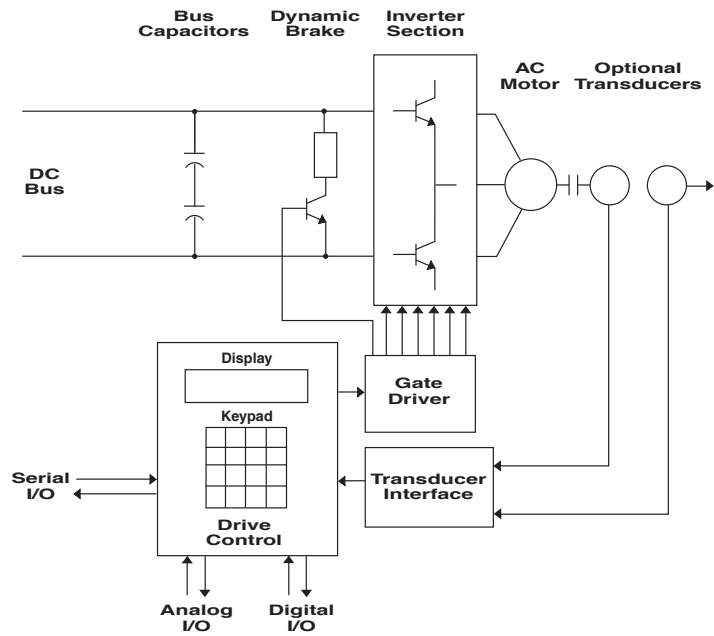 Bus
Capacitors
Dynamic
Brake
Inverter
Section
AC
Motor
Optional
Transducers
DC
Bus
Display
Keypad
Drive
Control
Gate
Driver
Transducer
Interface
Serial
I/O
Analog
I/O
Digital
I/O